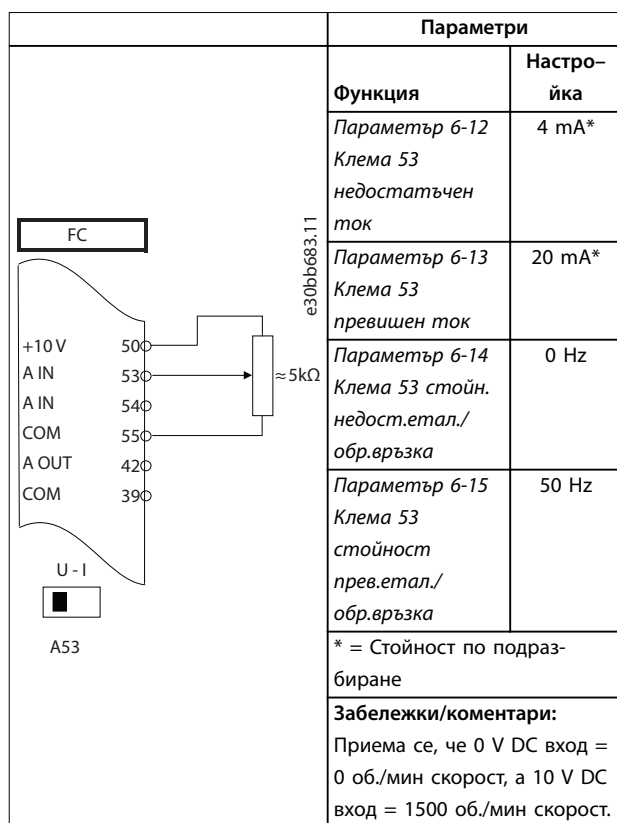 FC
+10 V 50
A IN 53
A IN 54
COM 55
A OUT 42
COM 39
≈5kΩ
U - I
A53
e30bb683.11
Параметри
Функция
Настро–
йка
Параметър 6-12
Клема 53
недостатъчен
ток
4 mA*
Параметър 6-13
Клема 53
превишен ток
20 mA*
Параметър 6-14
Клема 53 стойн.
недост.етал./
обр.връзка
0 Hz
Параметър 6-15
Клема 53
стойност
прев.етал./
обр.връзка
50 Hz
* = Стойност по подраз-
биране
Забележки/коментари:
Приема се, че 0 V DC вход =
0 об./мин скорост, а 10 V DC
вход = 1500 об./мин скорост.